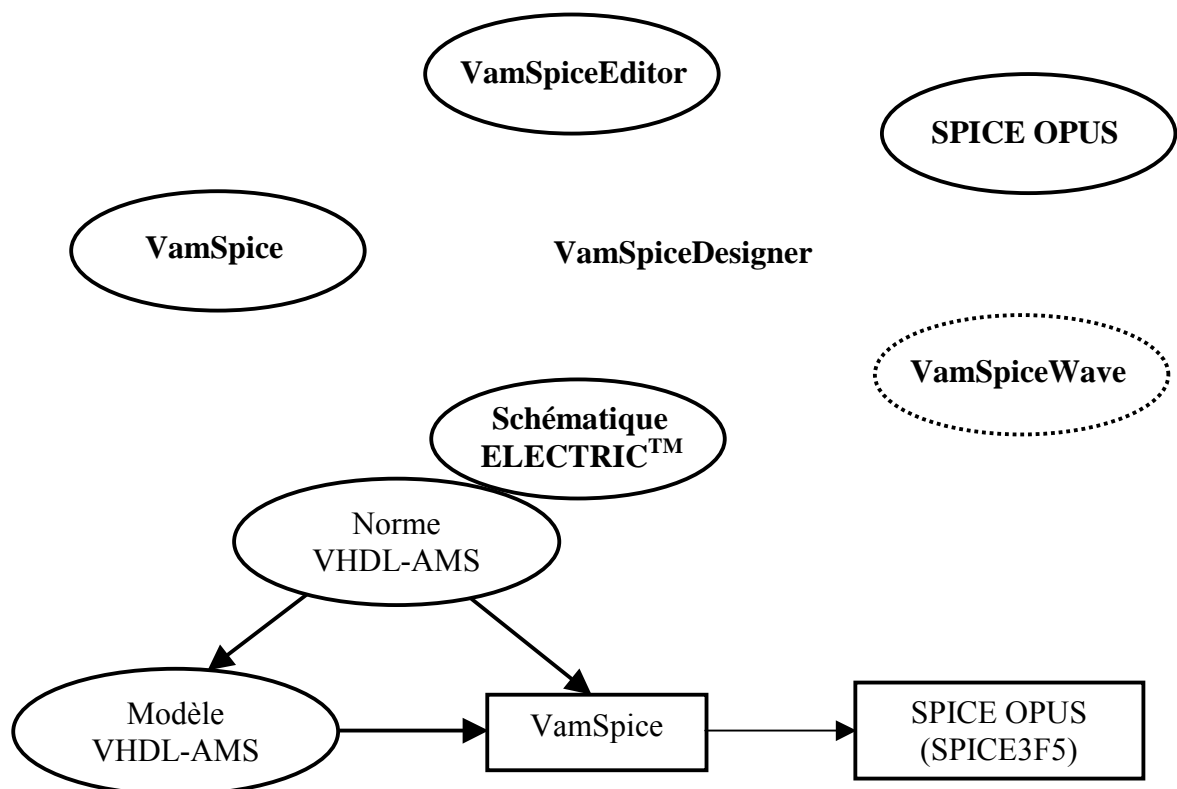 VamSpiceEditor
SPICE OPUS
VamSpice
VamSpiceDesigner
VamSpiceWave
Schématique
ELECTRIC™
Norme
VHDL-AMS
Modèle
VHDL-AMS
VamSpice
SPICE OPUS
(SPICE3F5)